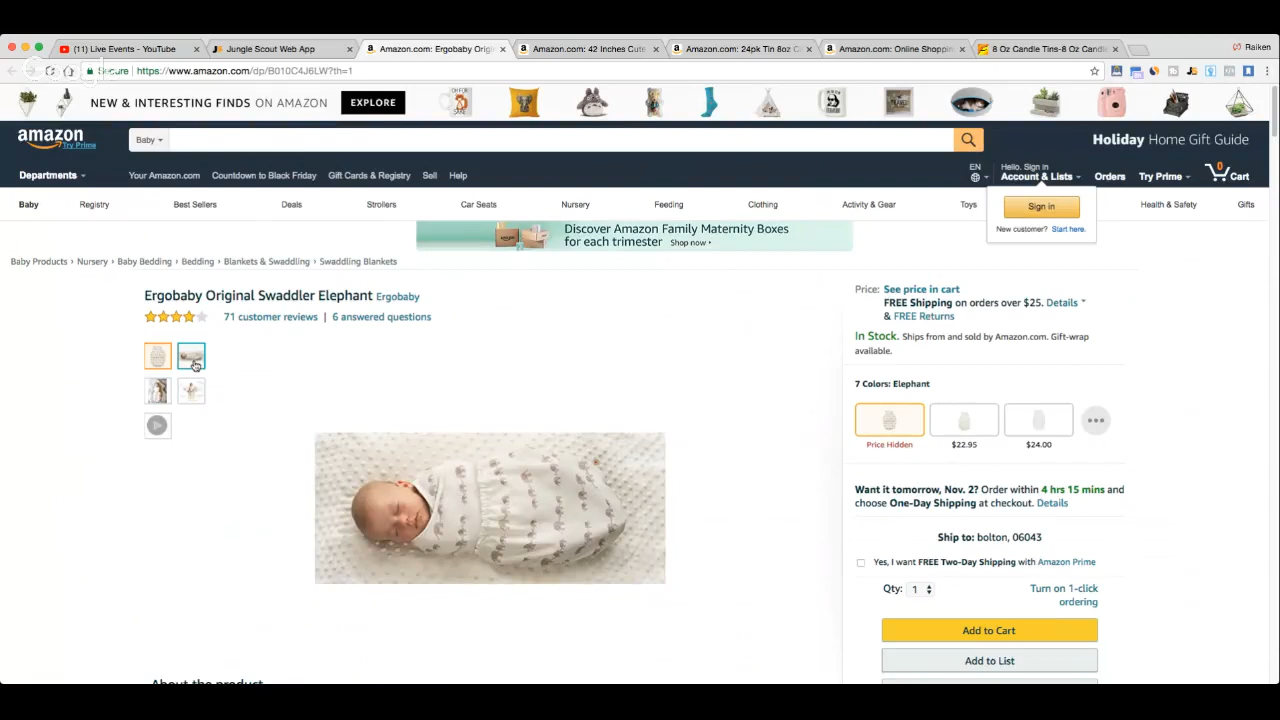 (11) Live Events - YouTube
Jungle Scout Web App
Amazon.com: Ergobaby Origi
Amazon.com: 42 Inches Cute
Amazon.com: 24pk Tin 8oz C
Amazon.com: Online Shoppin
8 Oz Candle Tins-8 Oz Candl
Raiken
Secure
https://www.amazon.com/dp/B010C4J6LW?th=1
NEW & INTERESTING FINDS ON AMAZON
EXPLORE
amazon
Try Prime
Baby
Holiday Home Gift Guide
Departments
Your Amazon.com
Countdown to Black Friday
Gift Cards & Registry
Sell
Help
EN
Hello. Sign in
Account & Lists
Orders
Try Prime
0
Cart
Baby
Registry
Best Sellers
Deals
Strollers
Car Seats
Nursery
Feeding
Clothing
Activity & Gear
Toys
Health & Safety
Gifts
Sign in
New customer? Start here.
Discover Amazon Family Maternity Boxes
for each trimester Shop now ›
Baby Products › Nursery › Baby Bedding › Bedding › Blankets & Swaddling › Swaddling Blankets
Ergobaby Original Swaddler Elephant Ergobaby
71 customer reviews | 6 answered questions
Price: See price in cart
FREE Shipping on orders over $25. Details
& FREE Returns
In Stock. Ships from and sold by Amazon.com. Gift-wrap
available.
7 Colors: Elephant
Price Hidden
$22.95
$24.00
Want it tomorrow, Nov. 2? Order within 4 hrs 15 mins and
choose One-Day Shipping at checkout. Details
Ship to: bolton, 06043
Yes, I want FREE Two-Day Shipping with Amazon Prime
Qty: 1
Turn on 1-click
ordering
Add to Cart
Add to List
About the product